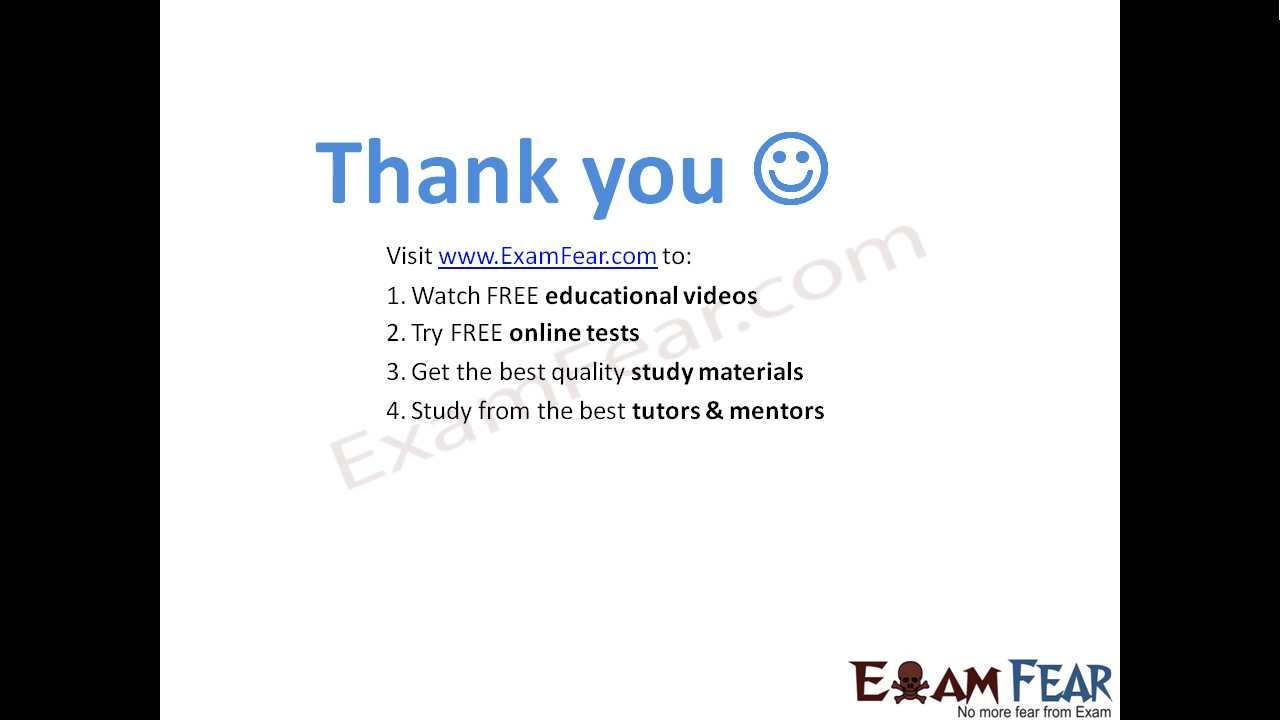 Thank you ☺
Visit www.ExamFear.com to:
1. Watch FREE educational videos
2. Try FREE online tests
3. Get the best quality study materials
4. Study from the best tutors & mentors
ExamFear.com
EXAM FEAR
No more fear from Exam